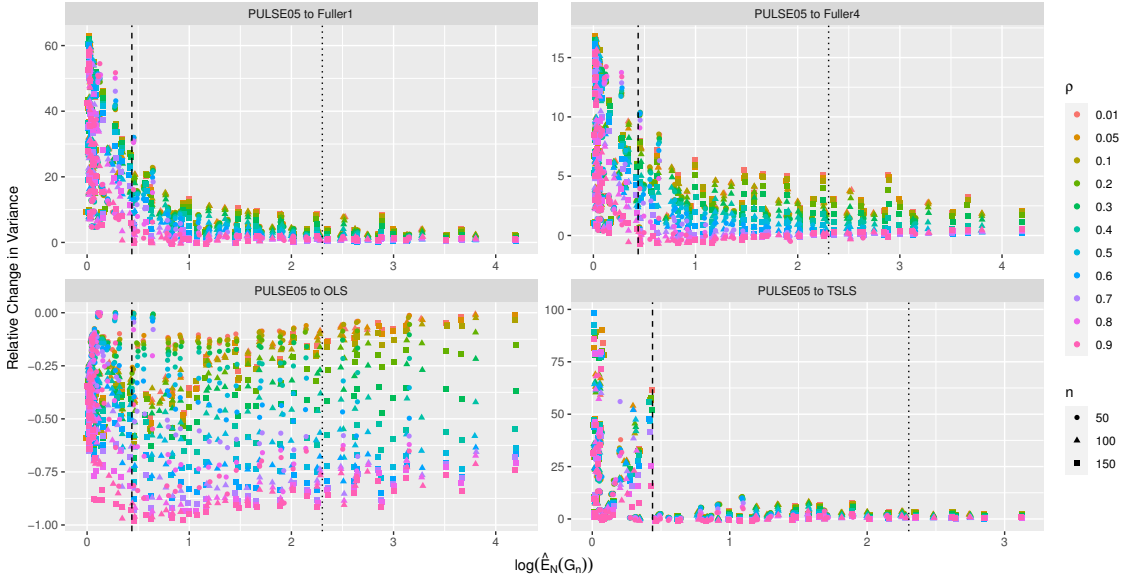 PULSE05 to Fuller1
PULSE05 to Fuller4
60
40
20
0
15
10
5
0
0 1 2 3 4
0 1 2 3 4
Relative Change in Variance
PULSE05 to OLS
PULSE05 to TSLS
0.00
−0.25
−0.50
−0.75
−1.00
100
75
50
25
0
0 1 2 3 4
0 1 2 3
log(Ê_N(G_n))
ρ
0.01
0.05
0.1
0.2
0.3
0.4
0.5
0.6
0.7
0.8
0.9
n
50
100
150